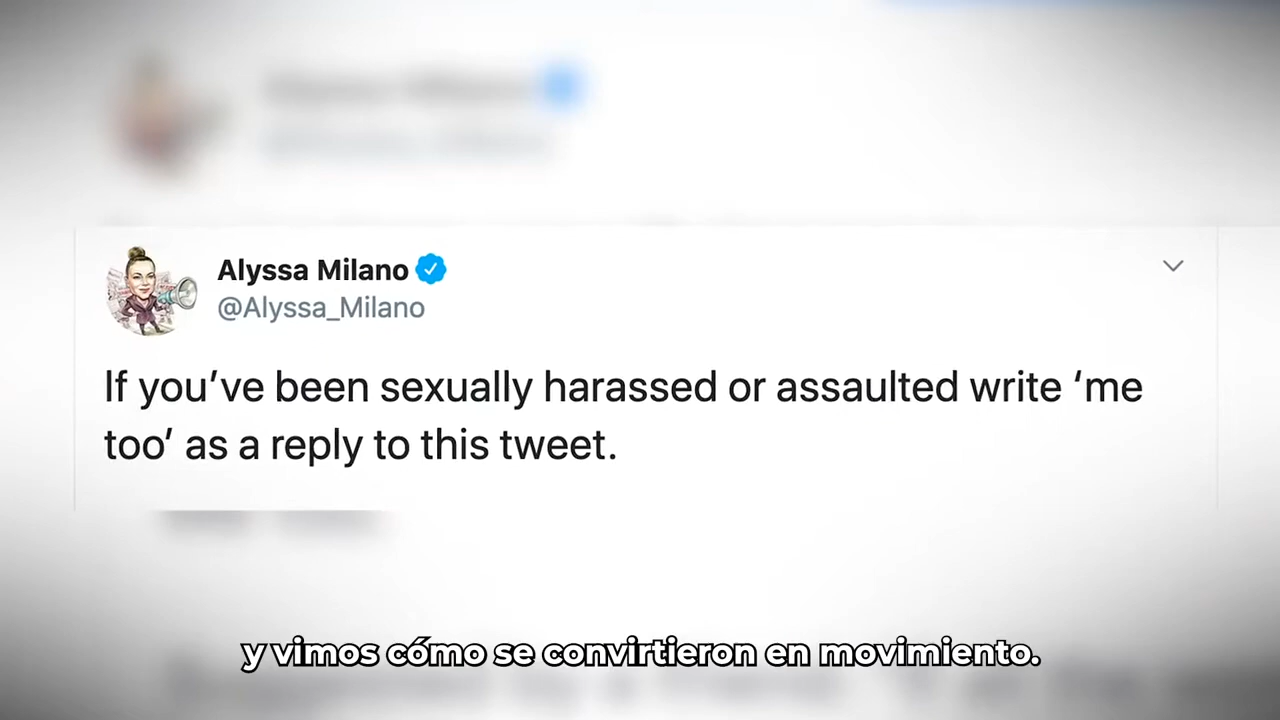 Alyssa Milano
@Alyssa_Milano
If you’ve been sexually harassed or assaulted write ‘me
too’ as a reply to this tweet.
y vimos cómo se convirtieron en movimiento.